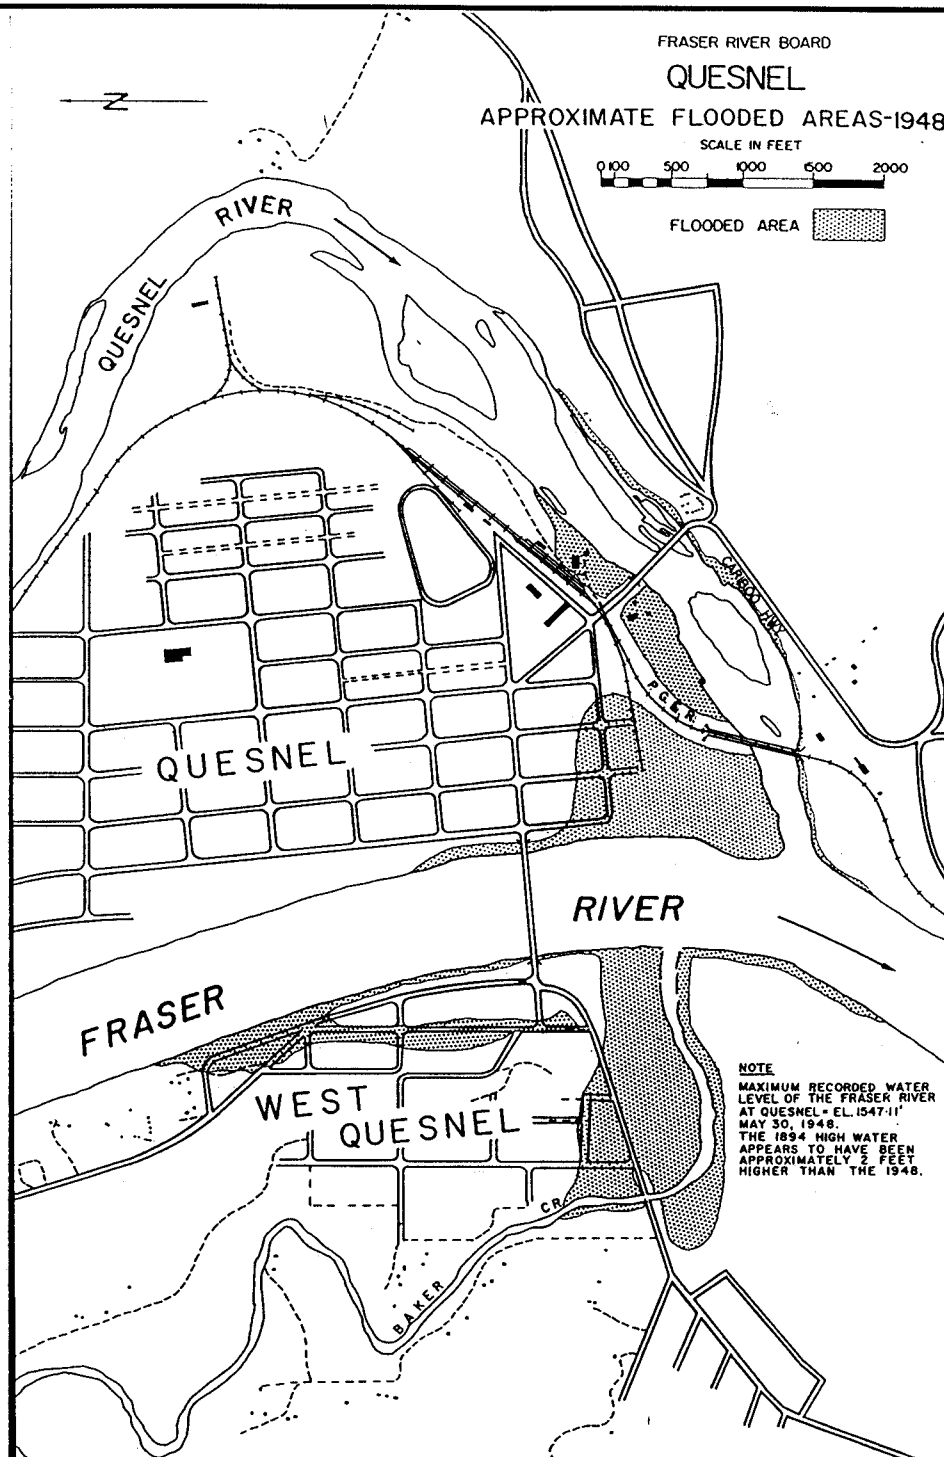 FRASER RIVER BOARD
QUESNEL
APPROXIMATE FLOODED AREAS-1948
SCALE IN FEET
0 100 500 1000 1500 2000
FLOODED AREA
N
QUESNEL RIVER
CARIBOO HWY.
P.G.E.R.
QUESNEL
RIVER
FRASER
WEST
QUESNEL
BAKER CR.
NOTE
MAXIMUM RECORDED WATER
LEVEL OF THE FRASER RIVER
AT QUESNEL = EL. 1547.11'
MAY 30, 1948.
THE 1894 HIGH WATER
APPEARS TO HAVE BEEN
APPROXIMATELY 2 FEET
HIGHER THAN THE 1948.